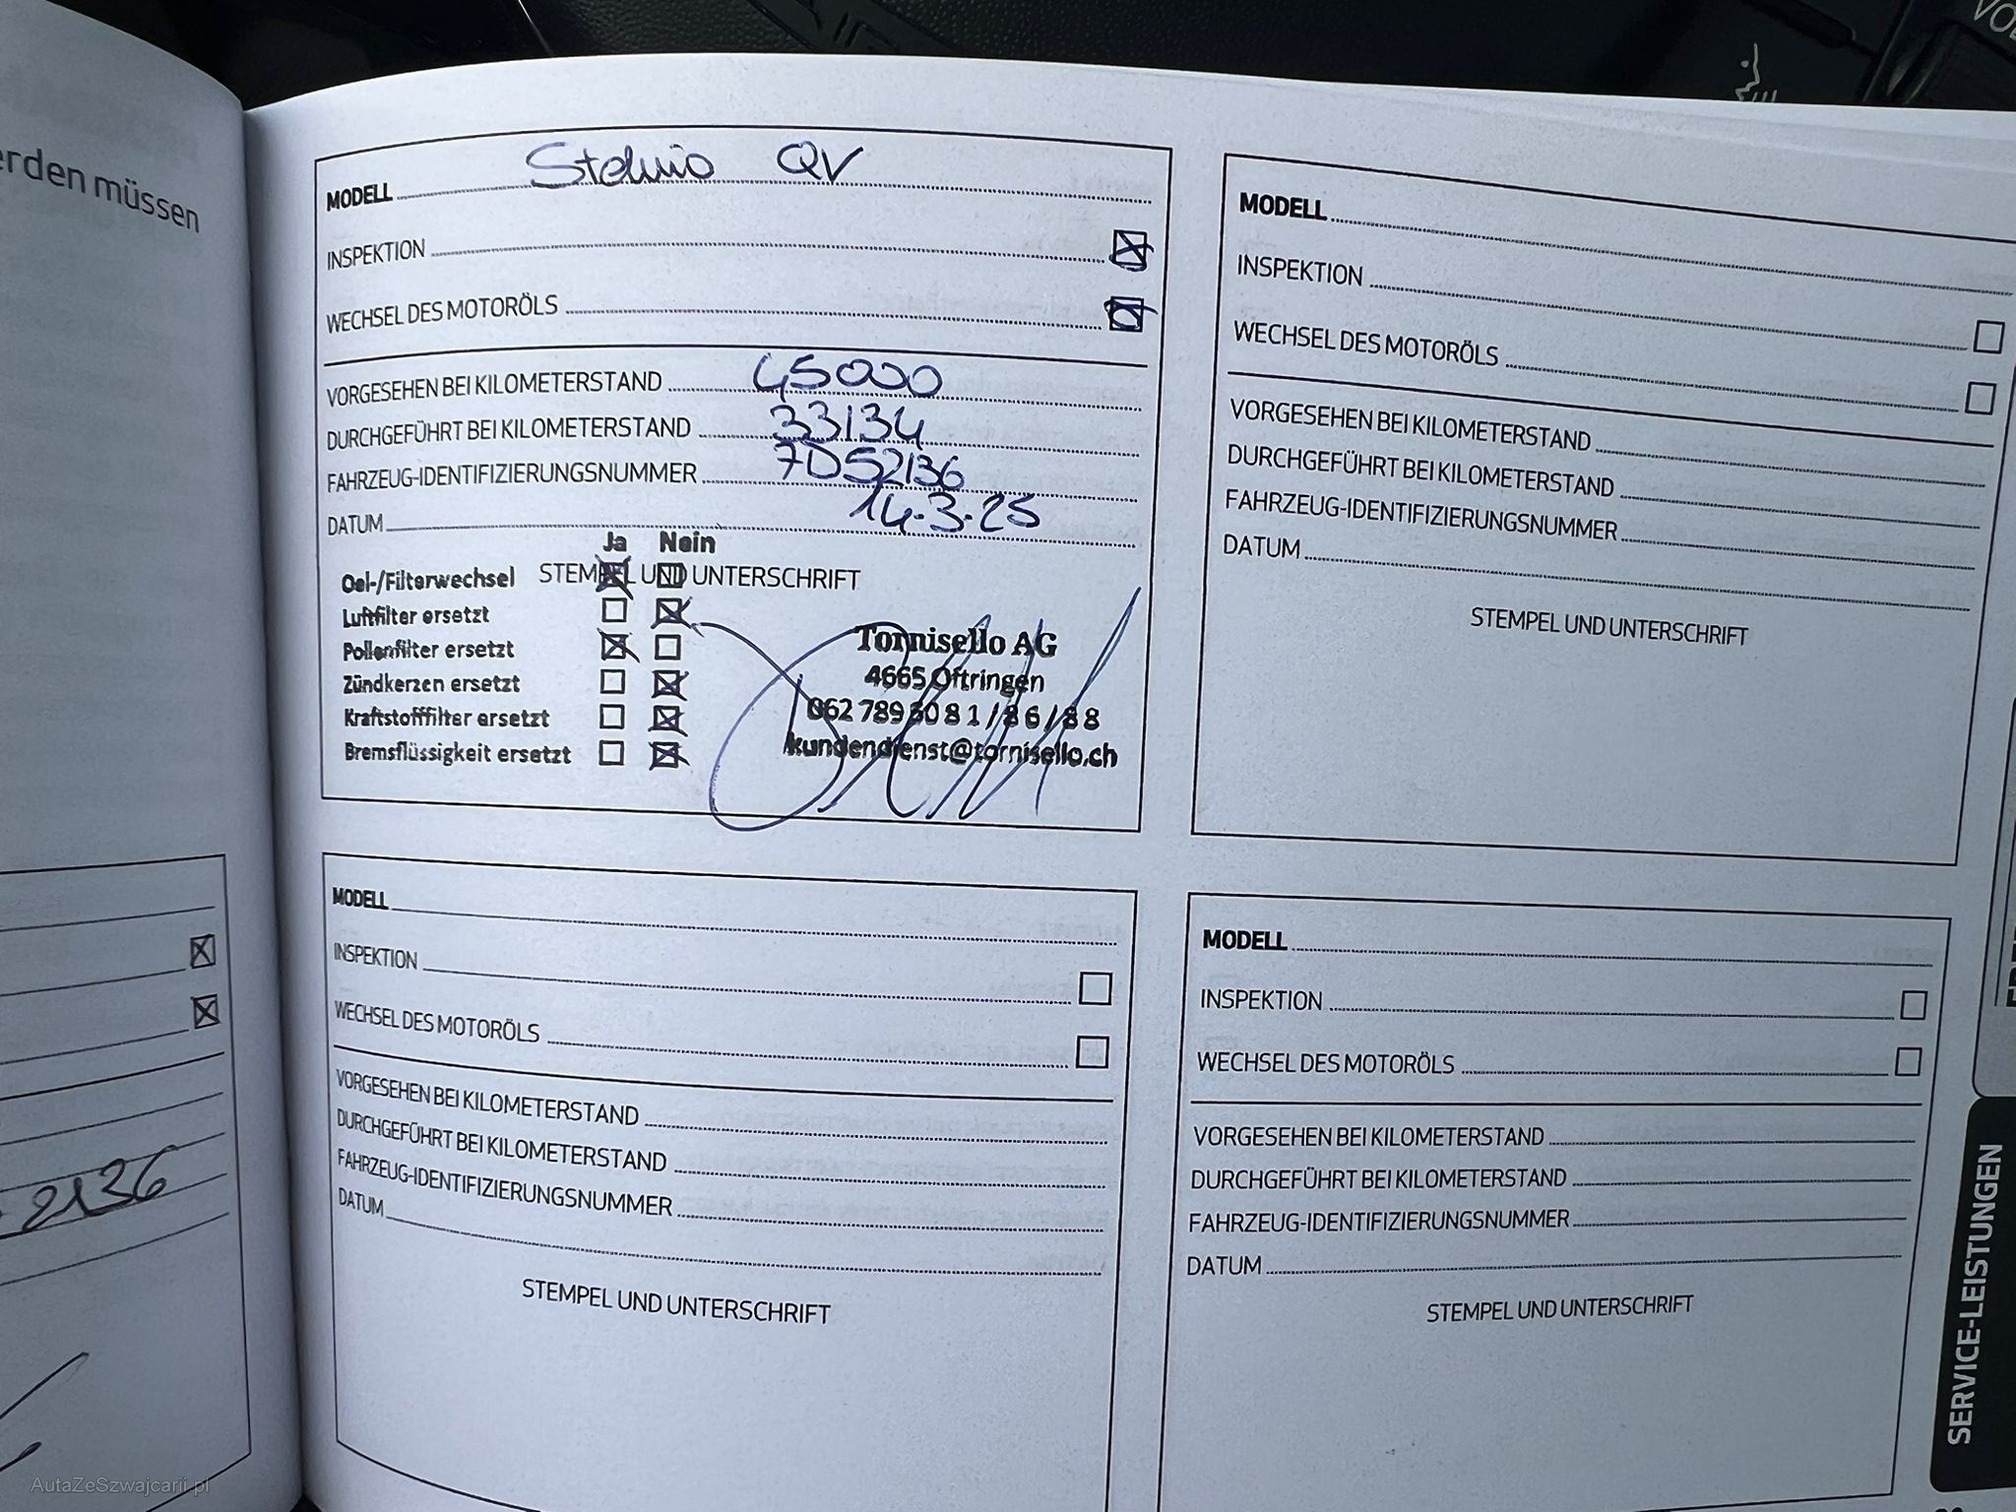 erden müssen
2136
MODELL Stelvio QV
INSPEKTION
WECHSEL DES MOTORÖLS
VORGESEHEN BEI KILOMETERSTAND 45000
DURCHGEFÜHRT BEI KILOMETERSTAND 33134
FAHRZEUG-IDENTIFIZIERUNGSNUMMER 7D52136
DATUM 14.3.25
Ja Nein
STEMPEL UND UNTERSCHRIFT
Oel-/Filterwechsel
Luftfilter ersetzt
Pollenfilter ersetzt
Zündkerzen ersetzt
Kraftstofffilter ersetzt
Bremsflüssigkeit ersetzt
Tornisello AG
4665 Oftringen
062 789 80 81 / 86 / 88
kundendienst@tornisello.ch
MODELL
INSPEKTION
WECHSEL DES MOTORÖLS
VORGESEHEN BEI KILOMETERSTAND
DURCHGEFÜHRT BEI KILOMETERSTAND
FAHRZEUG-IDENTIFIZIERUNGSNUMMER
DATUM
STEMPEL UND UNTERSCHRIFT
MODELL
INSPEKTION
WECHSEL DES MOTORÖLS
VORGESEHEN BEI KILOMETERSTAND
DURCHGEFÜHRT BEI KILOMETERSTAND
FAHRZEUG-IDENTIFIZIERUNGSNUMMER
DATUM
STEMPEL UND UNTERSCHRIFT
MODELL
INSPEKTION
WECHSEL DES MOTORÖLS
VORGESEHEN BEI KILOMETERSTAND
DURCHGEFÜHRT BEI KILOMETERSTAND
FAHRZEUG-IDENTIFIZIERUNGSNUMMER
DATUM
STEMPEL UND UNTERSCHRIFT
SERVICE-LEISTUNGEN
AutaZeSzwajcarii.pl